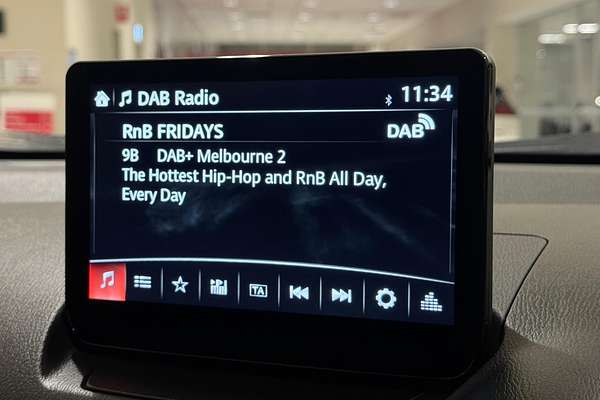 DAB Radio
11:34
RnB FRIDAYS
DAB
9B DAB+ Melbourne 2
The Hottest Hip-Hop and RnB All Day,
Every Day
TA